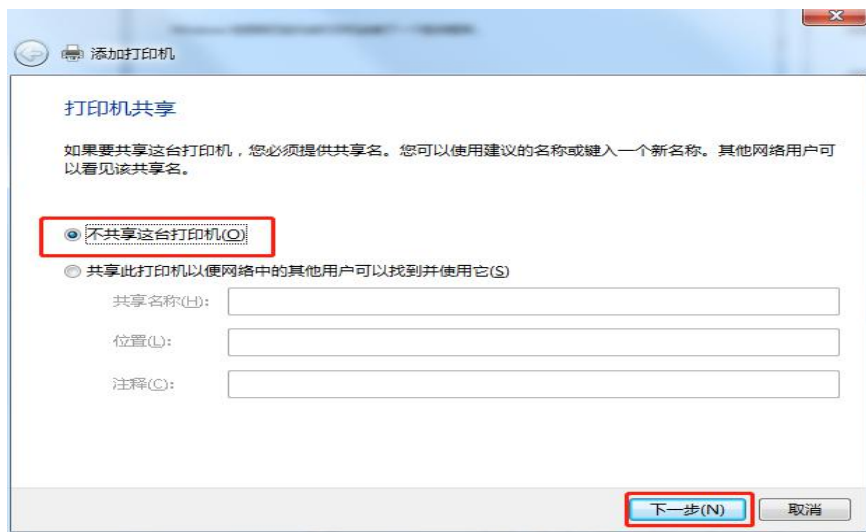 添加打印机
打印机共享
如果要共享这台打印机，您必须提供共享名。您可以使用建议的名称或键入一个新名称。其他网络用户可
以看见该共享名。
不共享这台打印机(O)
共享此打印机以便网络中的其他用户可以找到并使用它(S)
共享名称(H):
位置(L):
注释(C):
下一步(N)
取消